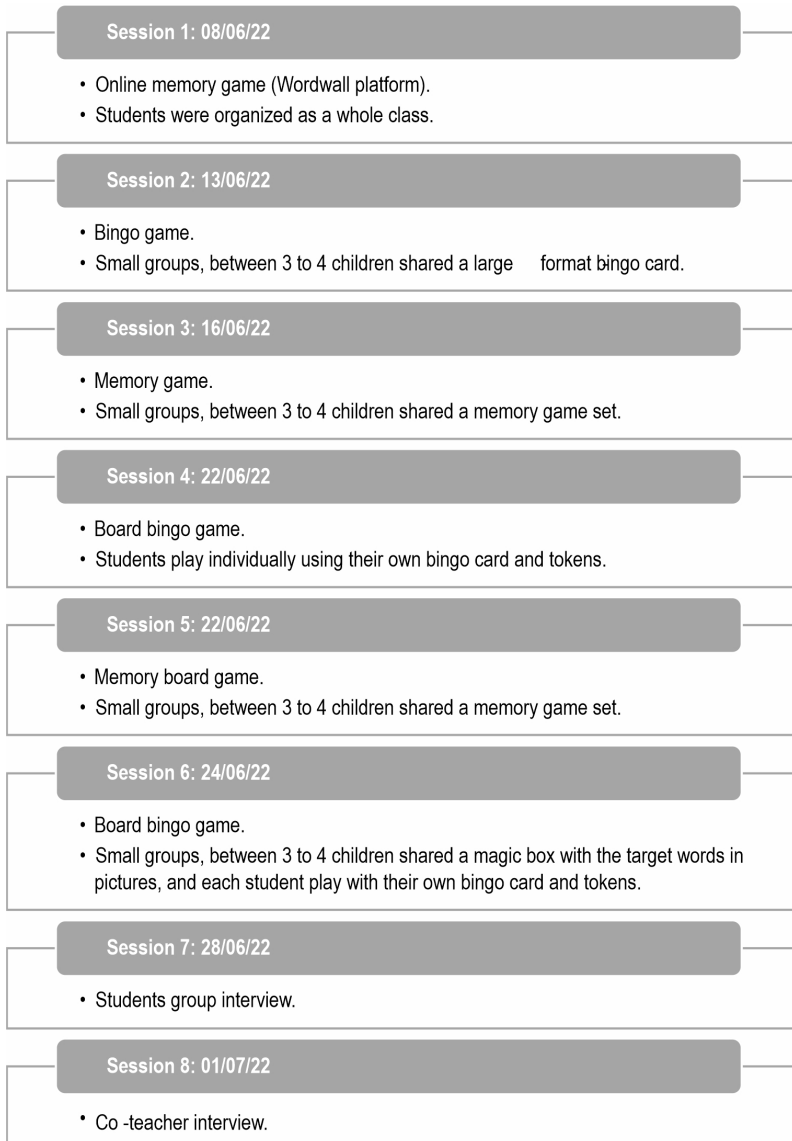 Session 1: 08/06/22
• Online memory game (Wordwall platform).
• Students were organized as a whole class.
Session 2: 13/06/22
• Bingo game.
• Small groups, between 3 to 4 children shared a large format bingo card.
Session 3: 16/06/22
• Memory game.
• Small groups, between 3 to 4 children shared a memory game set.
Session 4: 22/06/22
• Board bingo game.
• Students play individually using their own bingo card and tokens.
Session 5: 22/06/22
• Memory board game.
• Small groups, between 3 to 4 children shared a memory game set.
Session 6: 24/06/22
• Board bingo game.
• Small groups, between 3 to 4 children shared a magic box with the target words in
pictures, and each student play with their own bingo card and tokens.
Session 7: 28/06/22
• Students group interview.
Session 8: 01/07/22
• Co -teacher interview.